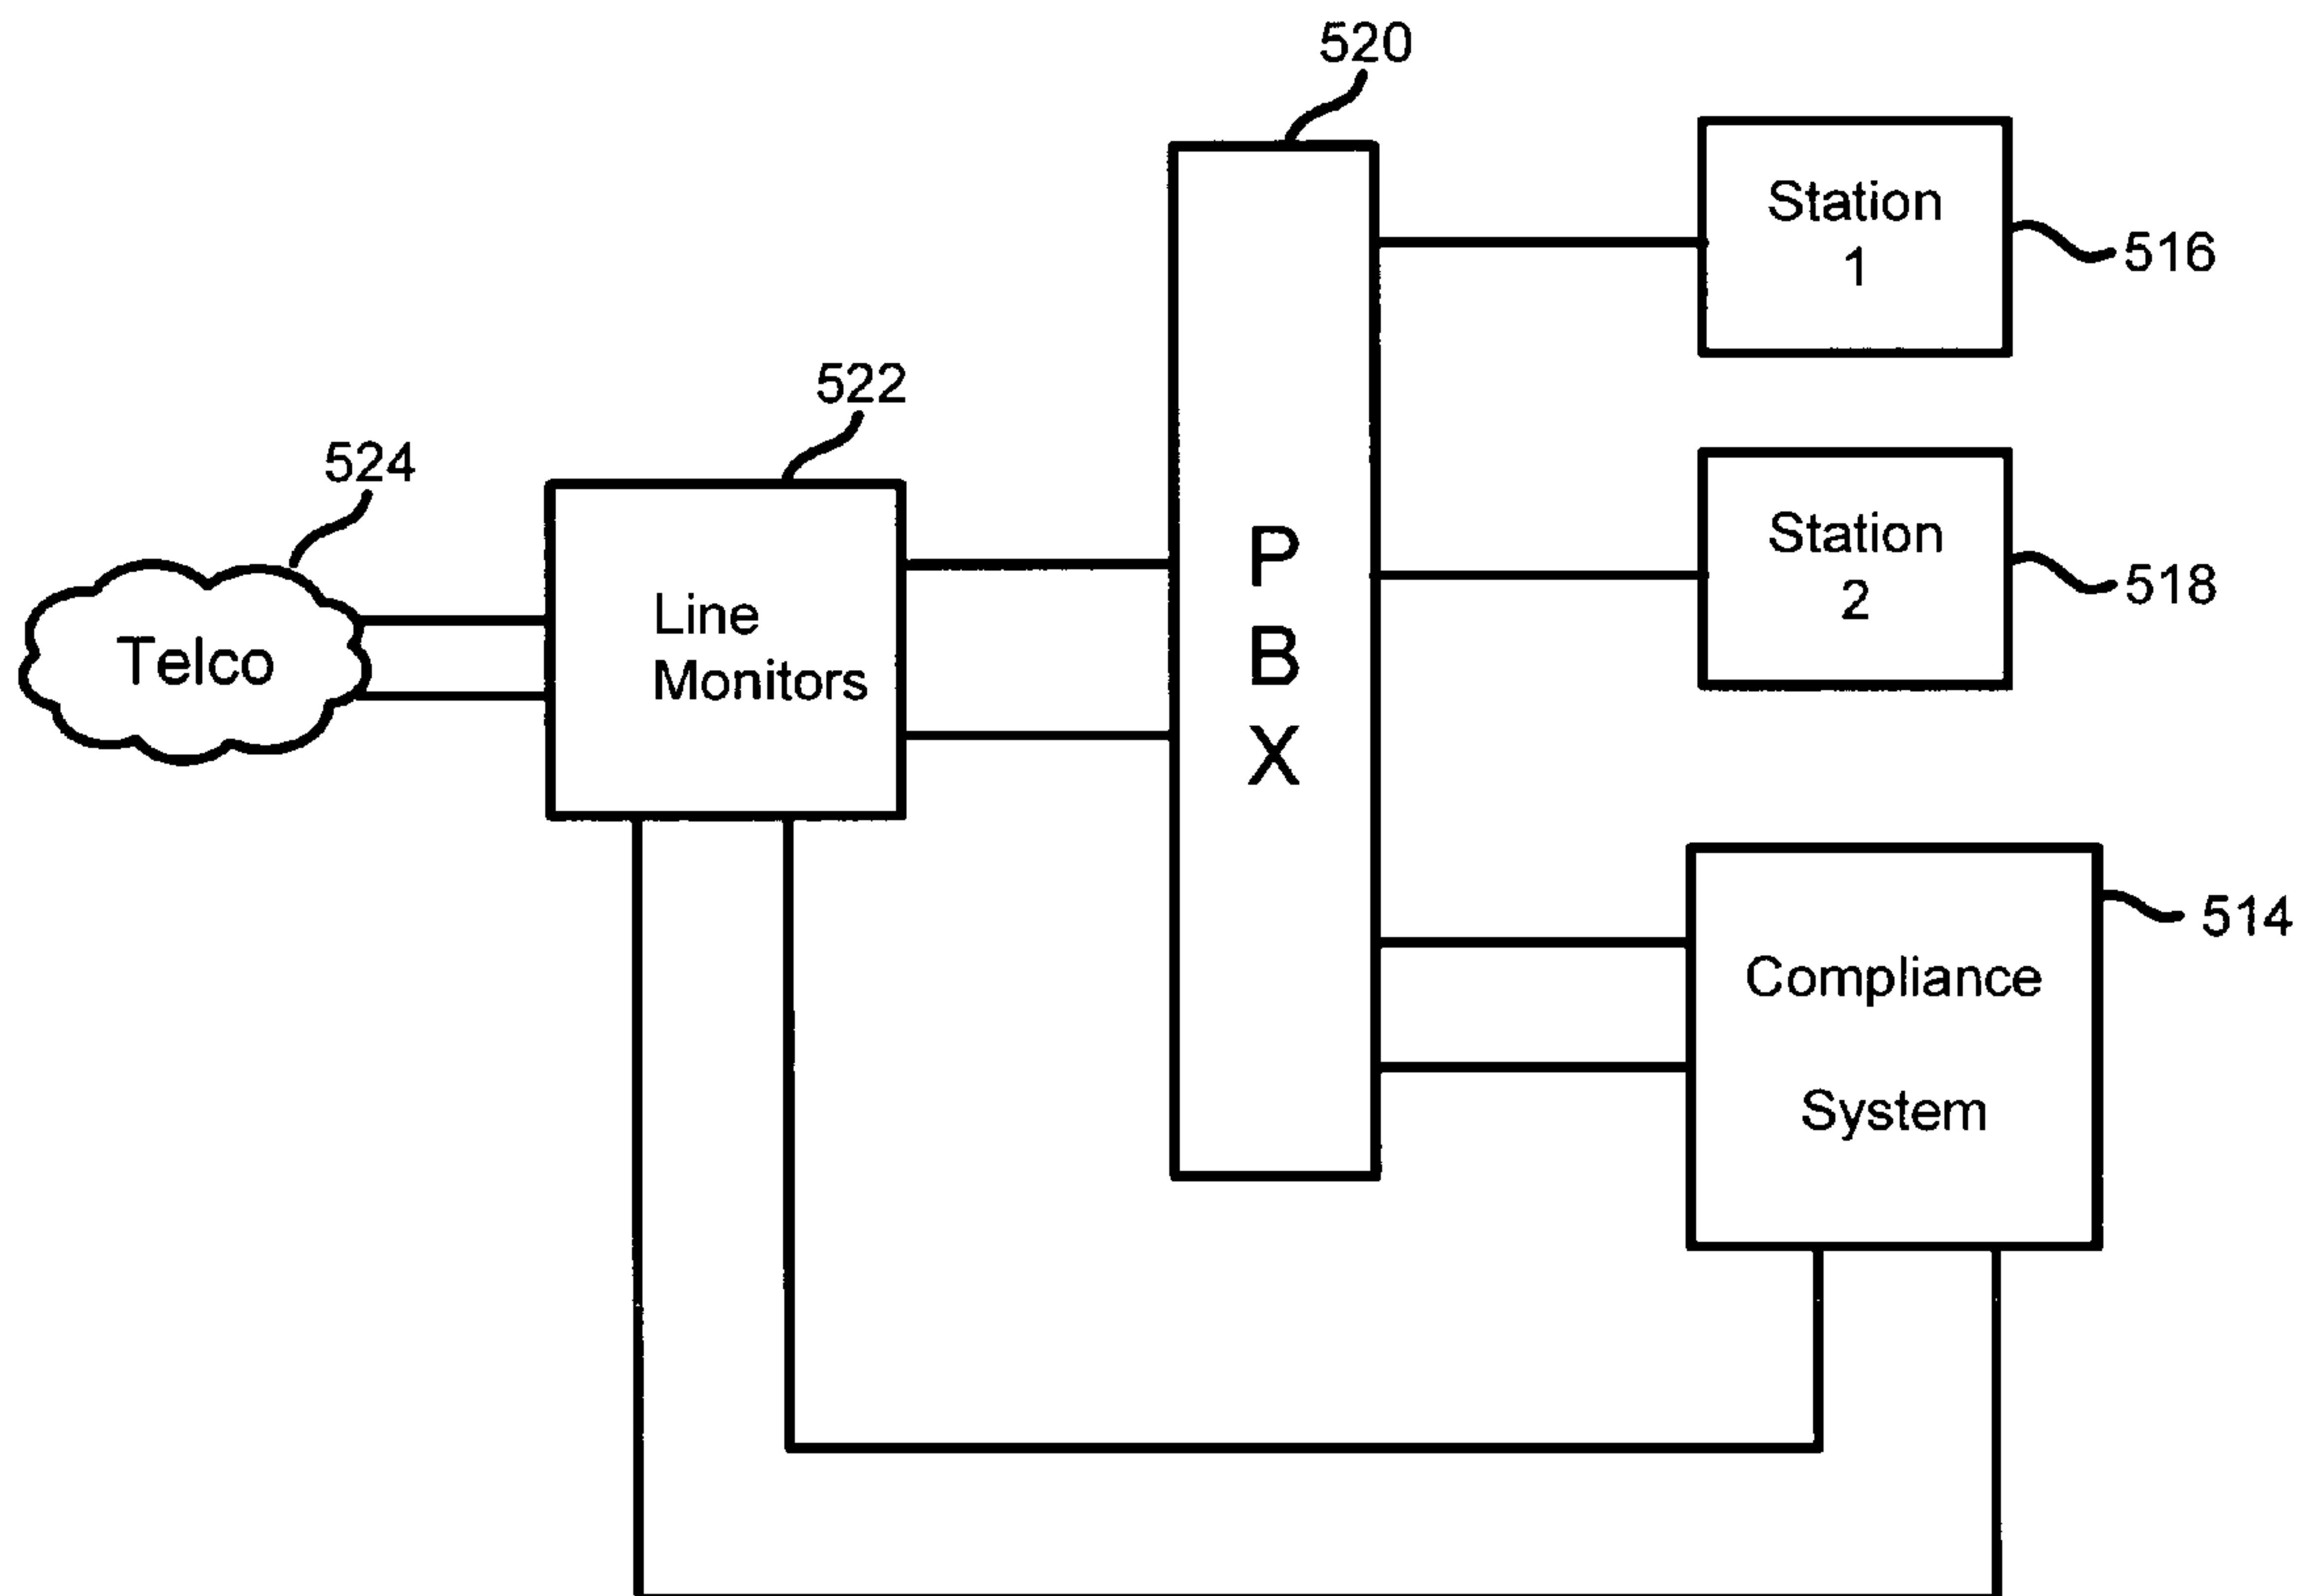 520
Station
1
516
522
524
Station
2
518
P
B
X
Line
Monitors
Telco
514
Compliance
System